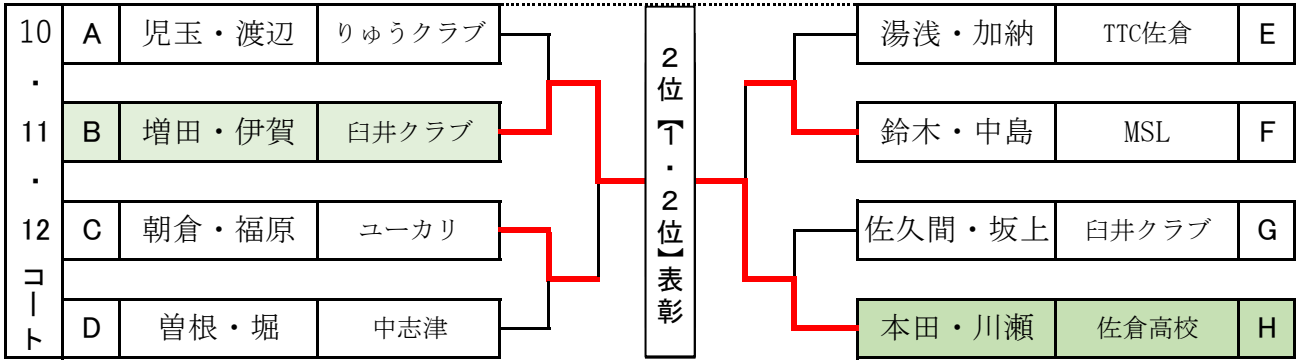 10・11・12コート
A 児玉・渡辺 りゅうクラブ
B 増田・伊賀 臼井クラブ
C 朝倉・福原 ユーカリ
D 曽根・堀 中志津
2位【1・2位】表彰
湯浅・加納 TTC佐倉 E
鈴木・中島 MSL F
佐久間・坂上 臼井クラブ G
本田・川瀬 佐倉高校 H